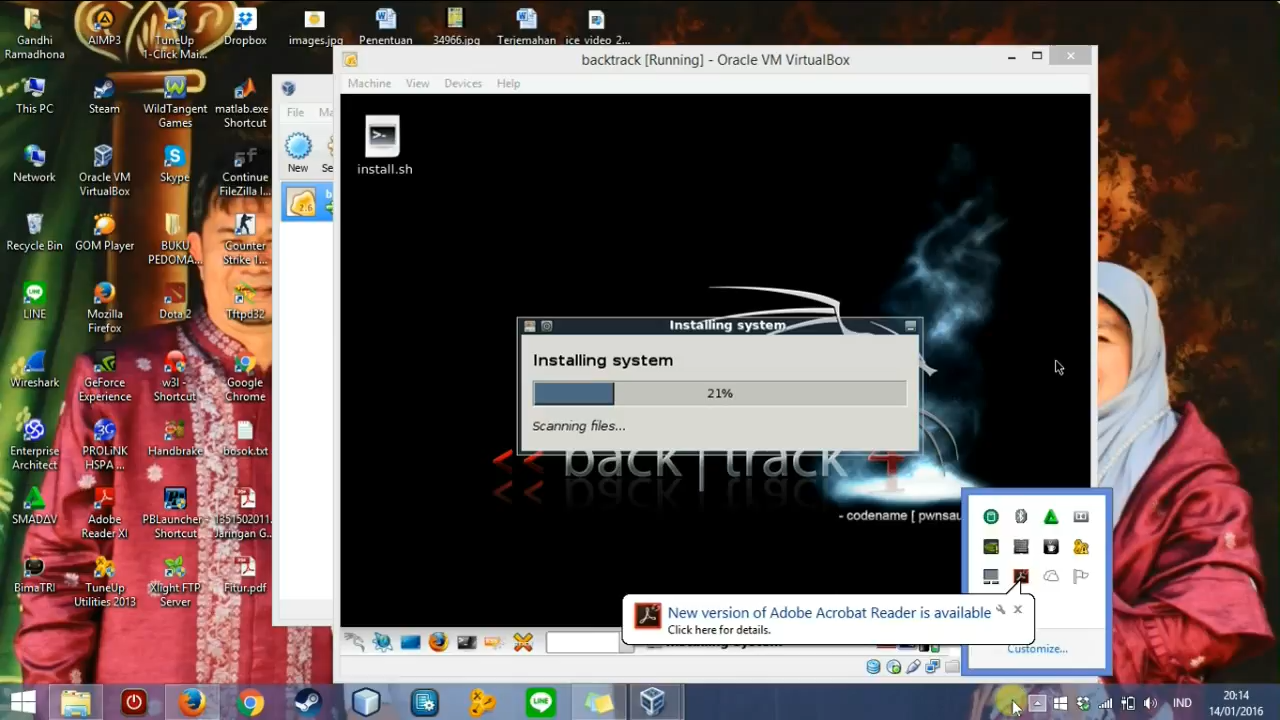 Gandhi
Ramadhona
AIMP3
TuneUp
1-Click Mai...
Dropbox
images.jpg
Penentuan
34966.jpg
Terjemahan
ice_video_2...
This PC
Steam
WildTangent
Games
matlab.exe
Shortcut
Network
Oracle VM
VirtualBox
Skype
Continue
FileZilla I...
Recycle Bin
GOM Player
BUKU
PEDOMA...
Counter
Strike 1...
LINE
Mozilla
Firefox
Dota 2
Tftpd32
Wireshark
GeForce
Experience
w3l -
Shortcut
Google
Chrome
Enterprise
Architect
PROLiNK
HSPA ...
Handbrake
bosok.txt
SMADΔV
Adobe
Reader XI
PBLauncher -
Shortcut
1351502011...
Jaringan G...
BimaTRI
TuneUp
Utilities 2013
Xlight FTP
Server
Fitur.pdf
File
New
backtrack [Running] - Oracle VM VirtualBox
Machine View Devices Help
install.sh
Installing system
Installing system
21%
Scanning files...
<< back | track 4
- codename [ pwnsau
New version of Adobe Acrobat Reader is available
Click here for details.
Installing system
Customize...
IND
20:14
14/01/2016